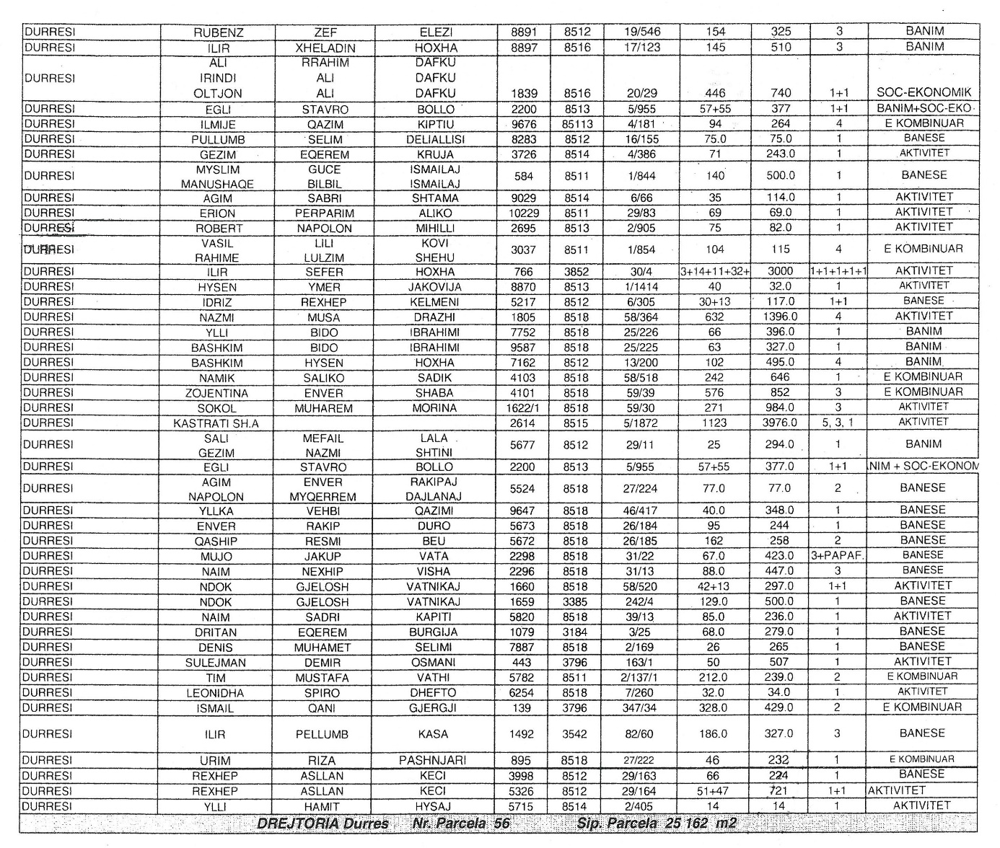 DURRESI RUBENZ ZEF ELEZI 8891 8512 19/546 154 325 3 BANIM
DURRESI ILIR XHELADIN HOXHA 8897 8516 17/123 145 510 3 BANIM
ALI RRAHIM DAFKU
DURRESI IRINDI ALI DAFKU
OLTJON ALI DAFKU 1839 8516 20/29 446 740 1+1 SOC-EKONOMIK
DURRESI EGLI STAVRO BOLLO 2200 8513 5/955 57+55 377 1+1 BANIM+SOC-EKO
DURRESI ILMIJE QAZIM KIPTIU 9676 85113 4/181 94 264 4 E KOMBINUAR
DURRESI PULLUMB SELIM DELIALLISI 8283 8512 16/155 75.0 75.0 1 BANESE
DURRESI GEZIM EQEREM KRUJA 3726 8514 4/386 71 243.0 1 AKTIVITET
MYSLIM GUCE ISMAILAJ
DURRESI 584 8511 1/844 140 500.0 1 BANESE
MANUSHAQE BILBIL ISMAILAJ
DURRESI AGIM SABRI SHTAMA 9029 8514 6/66 35 114.0 1 AKTIVITET
DURRESI ERION PERPARIM ALIKO 10229 8511 29/83 69 69.0 1 AKTIVITET
DURRESI ROBERT NAPOLON MIHILLI 2695 8513 2/905 75 82.0 1 AKTIVITET
VASIL LILI KOVI
DURRESI 3037 8511 1/854 104 115 4 E KOMBINUAR
RAHIME LULZIM SHEHU
DURRESI ILIR SEFER HOXHA 766 3852 30/4 3+14+11+32+ 3000 1+1+1+1+1 AKTIVITET
DURRESI HYSEN YMER JAKOVIJA 8870 8513 1/1414 40 32.0 1 AKTIVITET
DURRESI IDRIZ REXHEP KELMENI 5217 8512 6/305 30+13 117.0 1+1 BANESE
DURRESI NAZMI MUSA DRAZHI 1805 8518 58/364 632 1396.0 4 AKTIVITET
DURRESI YLLI BIDO IBRAHIMI 7752 8518 25/226 66 396.0 1 BANIM
DURRESI BASHKIM BIDO IBRAHIMI 9587 8518 25/225 63 327.0 1 BANIM
DURRESI BASHKIM HYSEN HOXHA 7162 8512 13/200 102 495.0 4 BANIM
DURRESI NAMIK SALIKO SADIK 4103 8518 58/518 242 646 1 E KOMBINUAR
DURRESI ZOJENTINA ENVER SHABA 4101 8518 59/39 576 852 3 E KOMBINUAR
DURRESI SOKOL MUHAREM MORINA 1622/1 8518 59/30 271 984.0 3 AKTIVITET
DURRESI KASTRATI SH.A 2614 8515 5/1872 1123 3976.0 5, 3, 1 AKTIVITET
SALI MEFAIL LALA
DURRESI 5677 8512 29/11 25 294.0 1 BANIM
GEZIM NAZMI SHTINI
DURRESI EGLI STAVRO BOLLO 2200 8513 5/955 57+55 377.0 1+1 NIM + SOC-EKONOM
AGIM ENVER RAKIPAJ
DURRESI 5524 8518 27/224 77.0 77.0 2 BANESE
NAPOLON MYQERREM DAJLANAJ
DURRESI YLLKA VEHBI QAZIMI 9647 8518 46/417 40.0 348.0 1 BANESE
DURRESI ENVER RAKIP DURO 5673 8518 26/184 95 244 1 BANESE
DURRESI QASHIP RESMI BEU 5672 8518 26/185 162 258 2 BANESE
DURRESI MUJO JAKUP VATA 2298 8518 31/22 67.0 423.0 3+PAPAF. BANESE
DURRESI NAIM NEXHIP VISHA 2296 8518 31/13 88.0 447.0 3 BANESE
DURRESI NDOK GJELOSH VATNIKAJ 1660 8518 58/520 42+13 297.0 1+1 AKTIVITET
DURRESI NDOK GJELOSH VATNIKAJ 1659 3385 242/4 129.0 500.0 1 BANESE
DURRESI NAIM SADRI KAPITI 5820 8518 39/13 85.0 236.0 1 AKTIVITET
DURRESI DRITAN EQEREM BURGIJA 1079 3184 3/25 68.0 279.0 1 BANESE
DURRESI DENIS MUHAMET SELIMI 7887 8518 2/169 26 265 1 BANESE
DURRESI SULEJMAN DEMIR OSMANI 443 3796 163/1 50 507 1 AKTIVITET
DURRESI TIM MUSTAFA VATHI 5782 8511 2/137/1 212.0 239.0 2 E KOMBINUAR
DURRESI LEONIDHA SPIRO DHEFTO 6254 8518 7/260 32.0 34.0 1 AKTIVITET
DURRESI ISMAIL QANI GJERGJI 139 3796 347/34 328.0 429.0 2 E KOMBINUAR
DURRESI ILIR PELLUMB KASA 1492 3542 82/60 186.0 327.0 3 BANESE
DURRESI URIM RIZA PASHNJARI 895 8518 27/222 46 232 1 E KOMBINUAR
DURRESI REXHEP ASLLAN KECI 3998 8512 29/163 66 224 1 BANESE
DURRESI REXHEP ASLLAN KECI 5326 8512 29/164 51+47 721 1+1 AKTIVITET
DURRESI YLLI HAMIT HYSAJ 5715 8514 2/405 14 14 1 AKTIVITET
DREJTORIA Durres Nr. Parcela 56 Sip. Parcela 25 162 m2